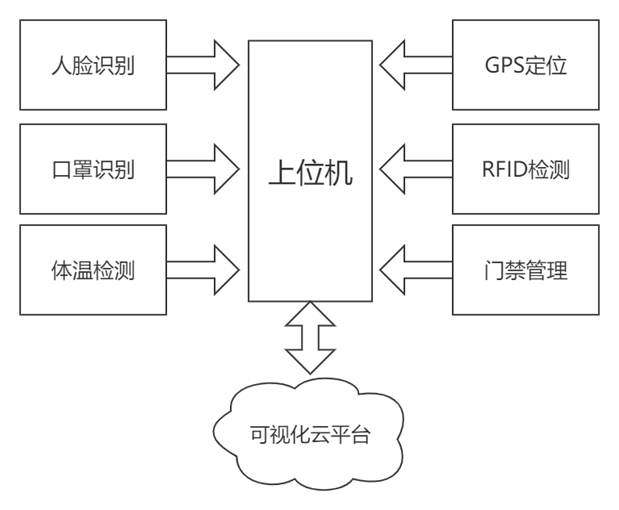 人脸识别
口罩识别
体温检测
上位机
GPS定位
RFID检测
门禁管理
可视化云平台